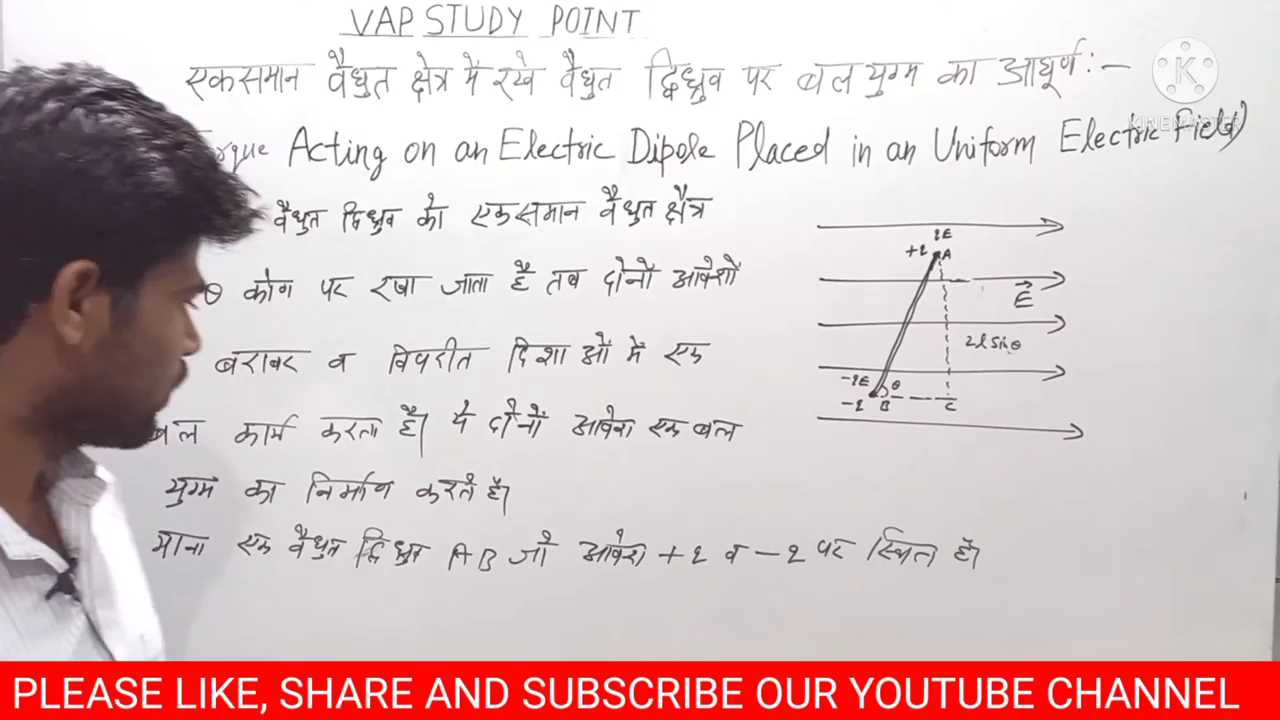 VAP STUDY POINT
एकसमान वैधुत क्षेत्र में रखे वैधुत द्विध्रुव पर बल युग्म का आघूर्ण:-
rque Acting on an Electric Dipole Placed in an Uniform Electric Field)
K
KINEMASTER
वैधुत द्विध्रुव को एकसमान वैधुत क्षेत्र
θ कोण पर रखा जाता है तब दोनों आवेशों
बराबर व विपरीत दिशा ओं में एक
बल कार्य करता है। ये दोनों आवेश एक बल
युग्म का निर्माण करते है।
माना एक वैधुत द्विध्रुव AB जो आवेश +q व -q पर स्थित है।
qE
+q A
E
2l sinθ
-qE θ
-q B C
PLEASE LIKE, SHARE AND SUBSCRIBE OUR YOUTUBE CHANNEL